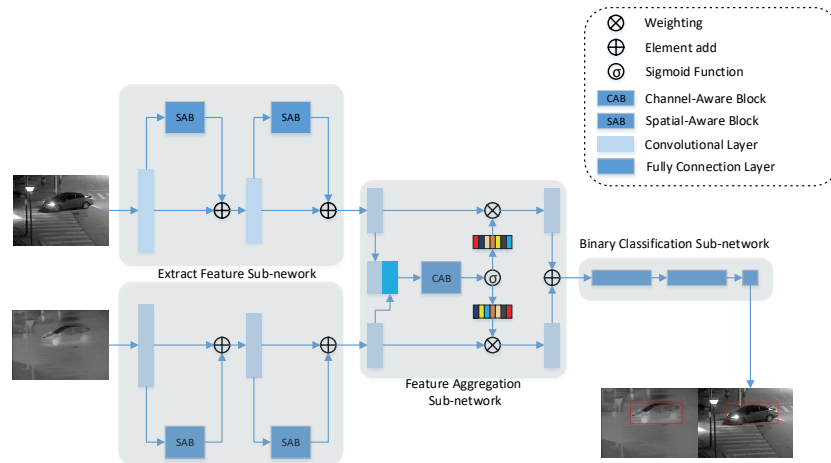 Weighting
Element add
σ Sigmoid Function
CAB Channel-Aware Block
SAB Spatial-Aware Block
Convolutional Layer
Fully Connection Layer
SAB SAB
Extract Feature Sub-nework
CAB σ
Binary Classification Sub-network
SAB SAB
Feature Aggregation
Sub-network